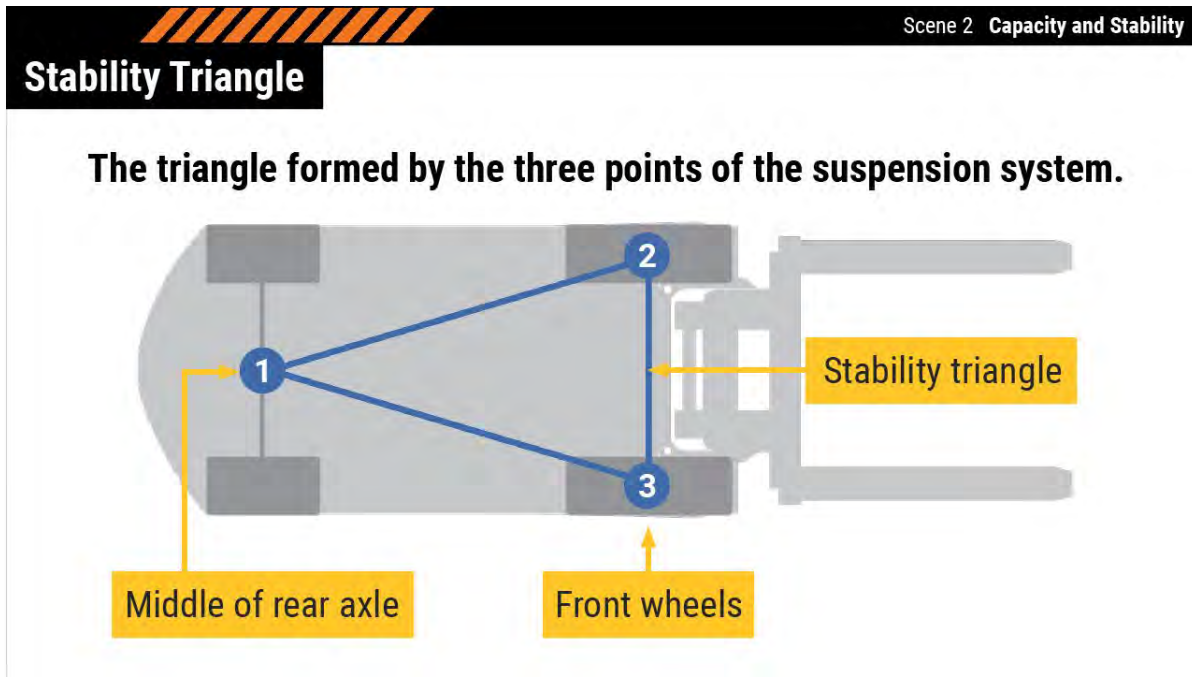 Scene 2 Capacity and Stability
Stability Triangle
The triangle formed by the three points of the suspension system.
2
1
Stability triangle
3
Middle of rear axle
Front wheels